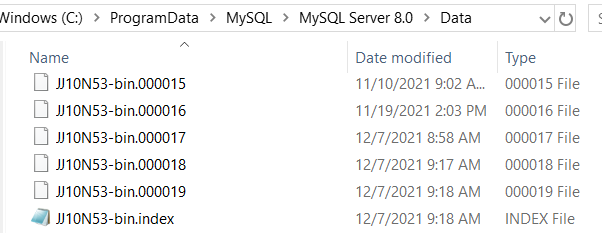 Windows (C:) > ProgramData > MySQL > MySQL Server 8.0 > Data
Name Date modified Type
JJ10N53-bin.000015 11/10/2021 9:02 A... 000015 File
JJ10N53-bin.000016 11/19/2021 2:03 PM 000016 File
JJ10N53-bin.000017 12/7/2021 8:58 AM 000017 File
JJ10N53-bin.000018 12/7/2021 9:17 AM 000018 File
JJ10N53-bin.000019 12/7/2021 9:18 AM 000019 File
JJ10N53-bin.index 12/7/2021 9:18 AM INDEX File